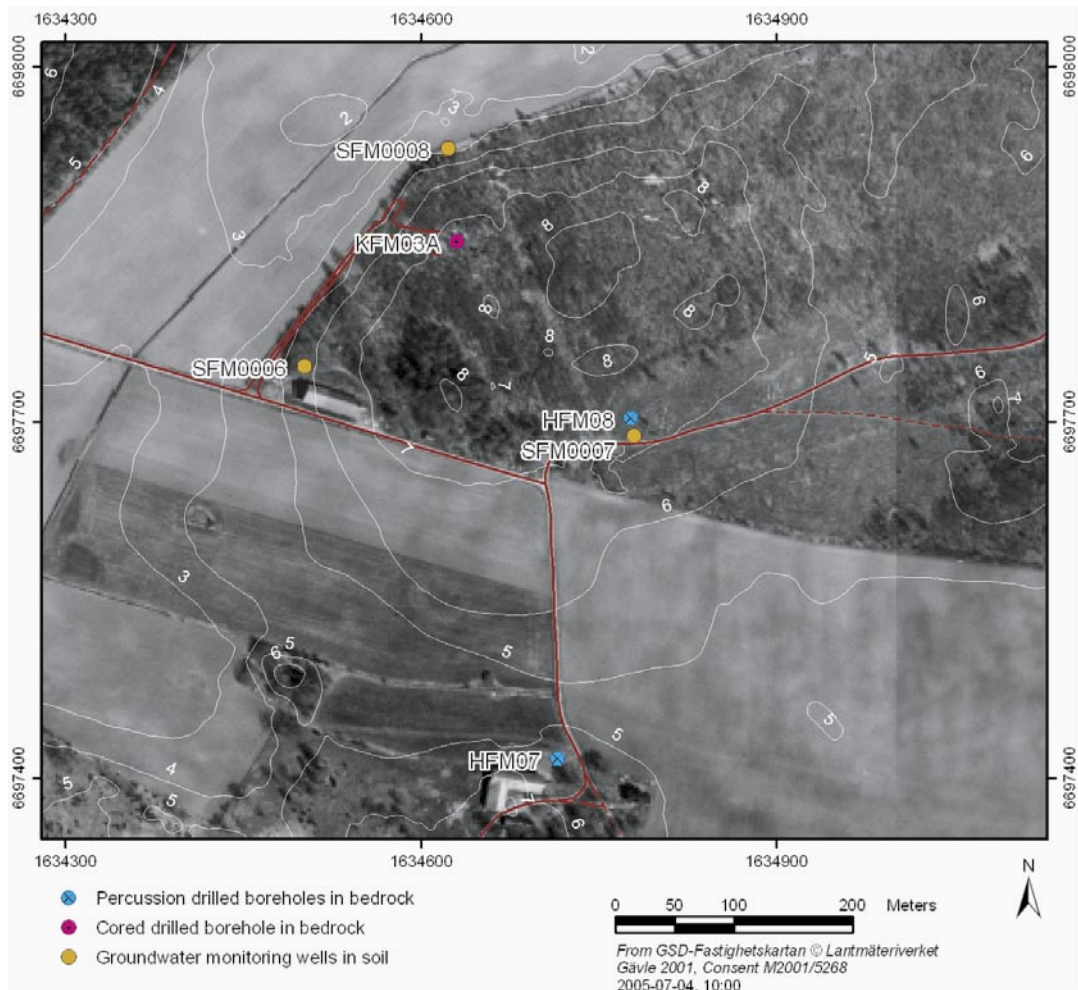 1634300 1634600 1634900
6698000 6698000
2
6
4
2
3
5
6
SFM0008
8
3
8
KFM03A
8
8
6
8
5
SFM0006
8
8
7
6
7
HFM08
6697700 6697700
SFM0007
7
6
3
5
5
6
5
5
HFM07
4
6697400 6697400
5
5
7
6
1634300 1634600 1634900
N
Percussion drilled boreholes in bedrock
Cored drilled borehole in bedrock
Groundwater monitoring wells in soil
0 50 100 200 Meters
From GSD-Fastighetskartan © Lantmäteriverket
Gävle 2001, Consent M2001/5268
2005-07-04, 10:00